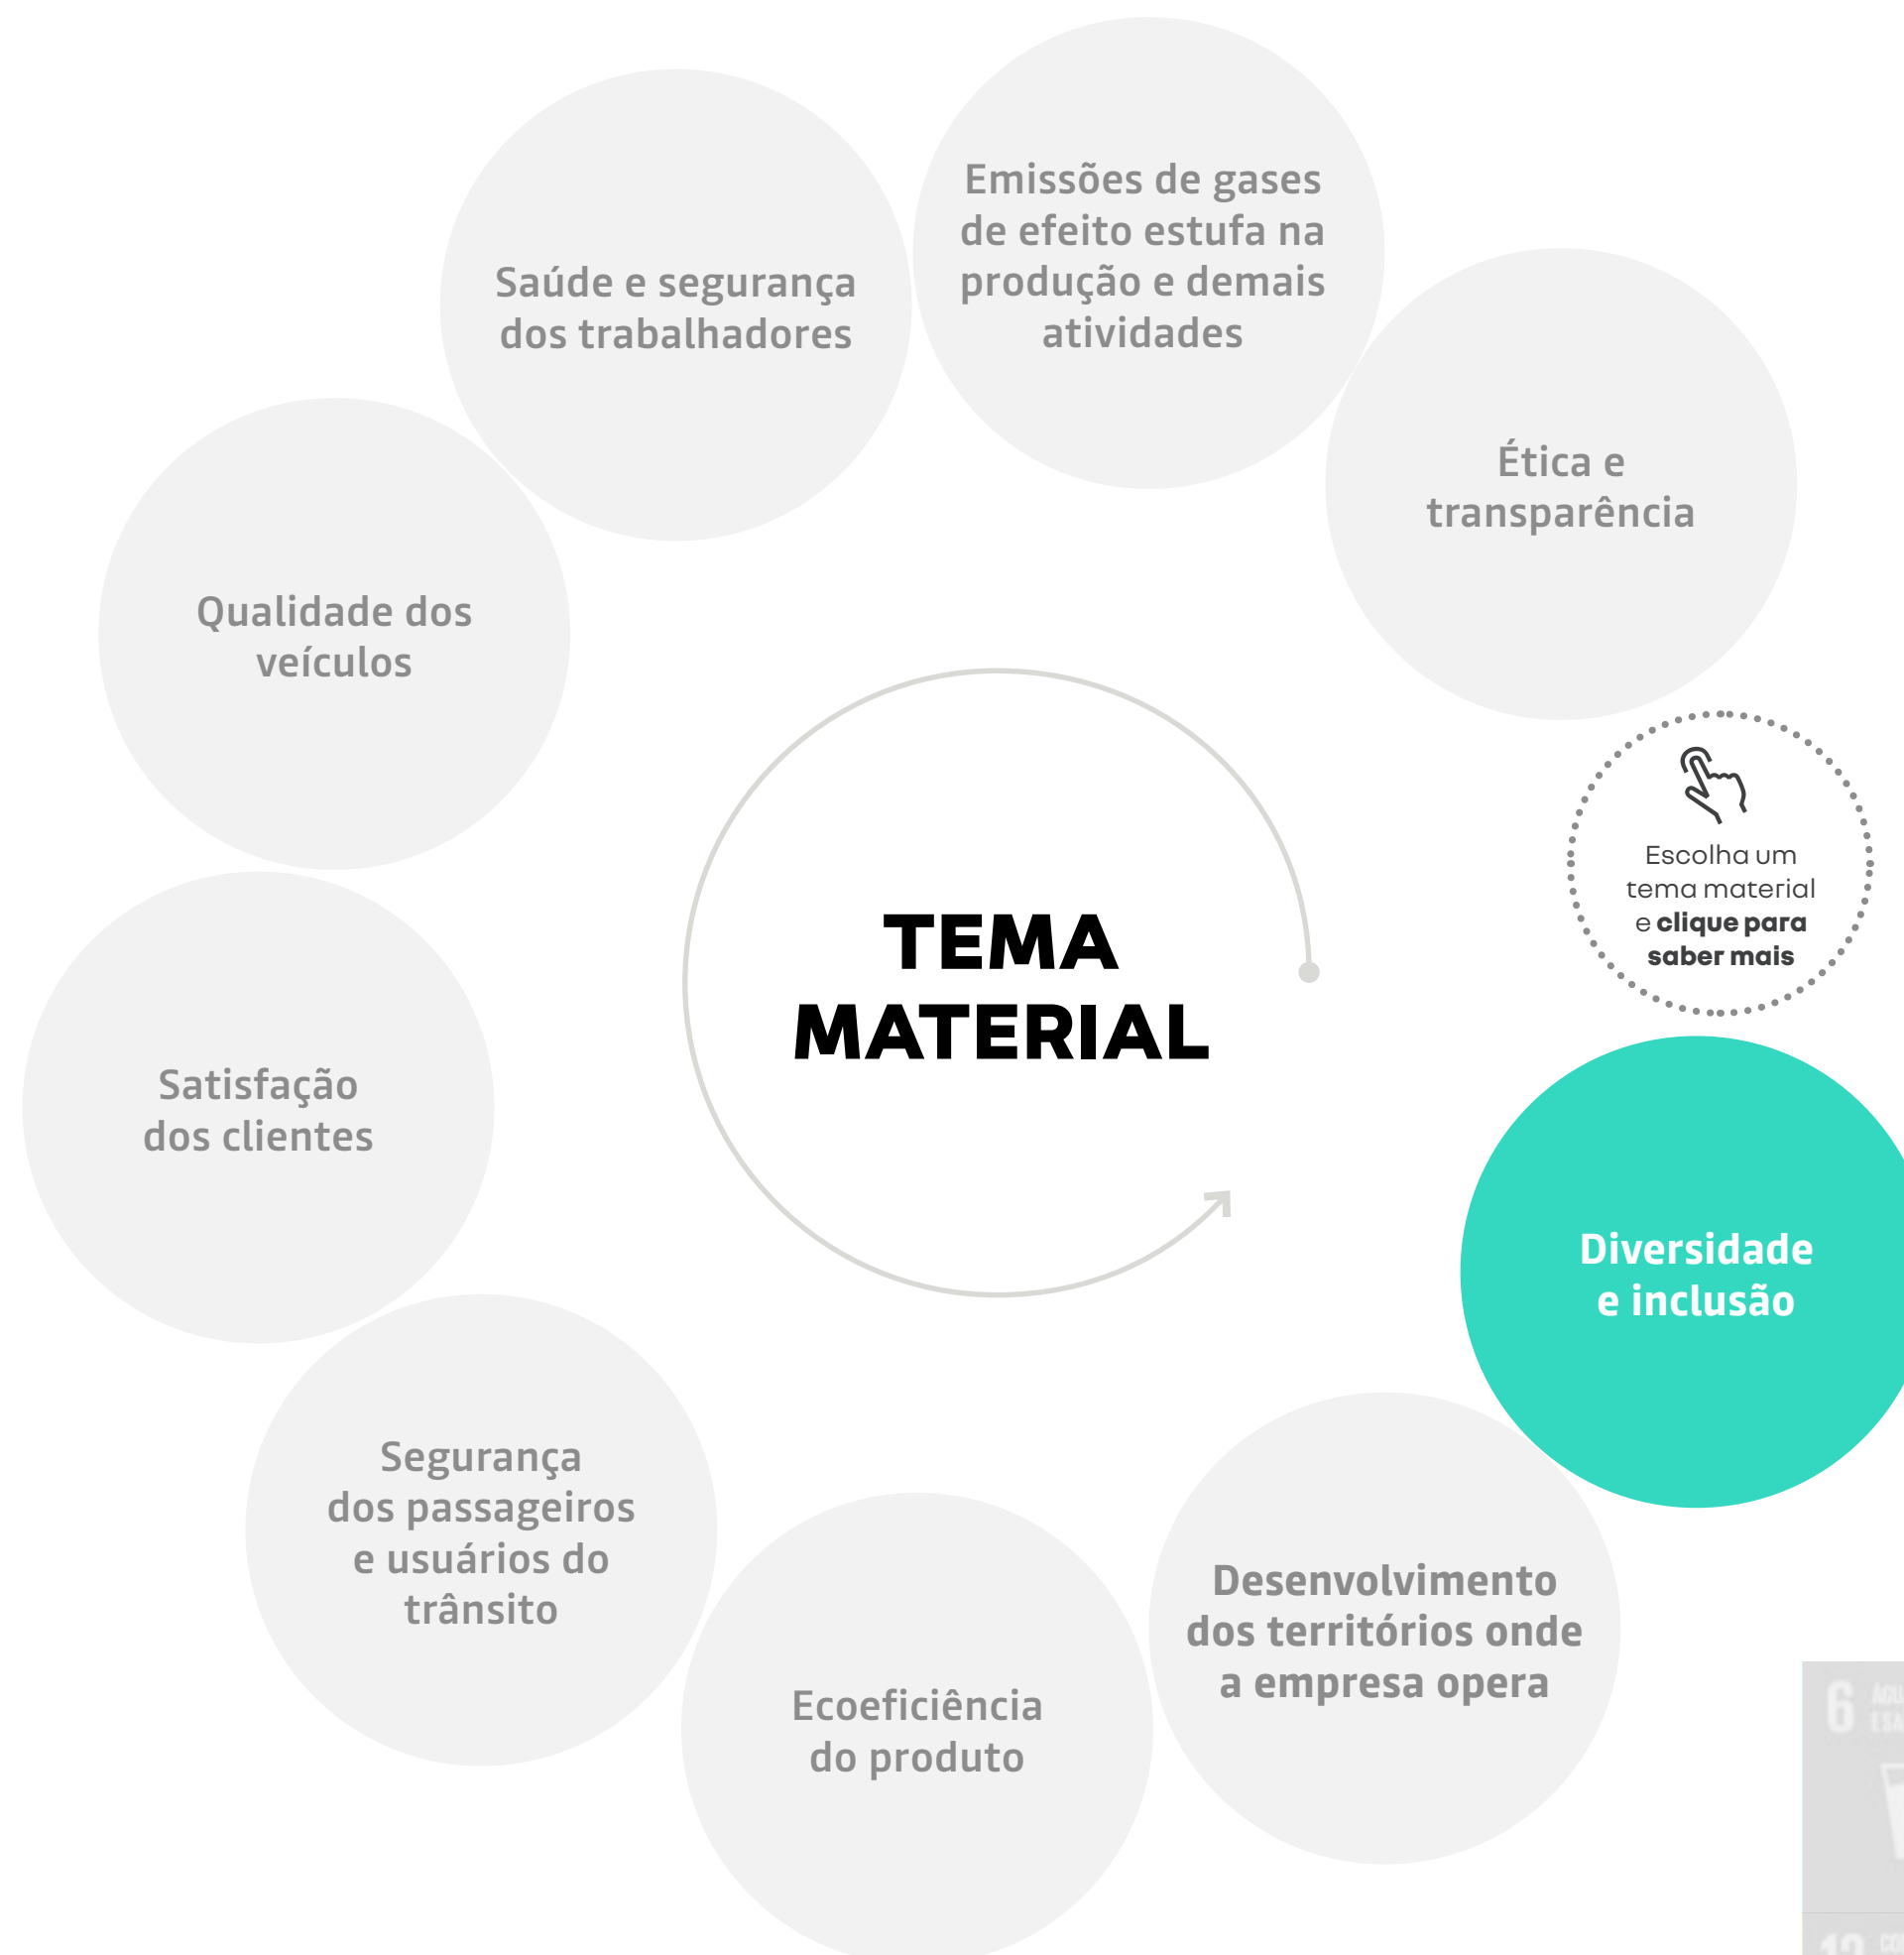 Emissões de gases
de efeito estufa na
produção e demais
atividades
Saúde e segurança
dos trabalhadores
Ética e
transparência
Qualidade dos
veículos
Escolha um
tema material
e clique para
saber mais
TEMA
MATERIAL
Satisfação
dos clientes
Diversidade
e inclusão
Segurança
dos passageiros
e usuários do
trânsito
Desenvolvimento
dos territórios onde
a empresa opera
Ecoeficiência
do produto
6
12